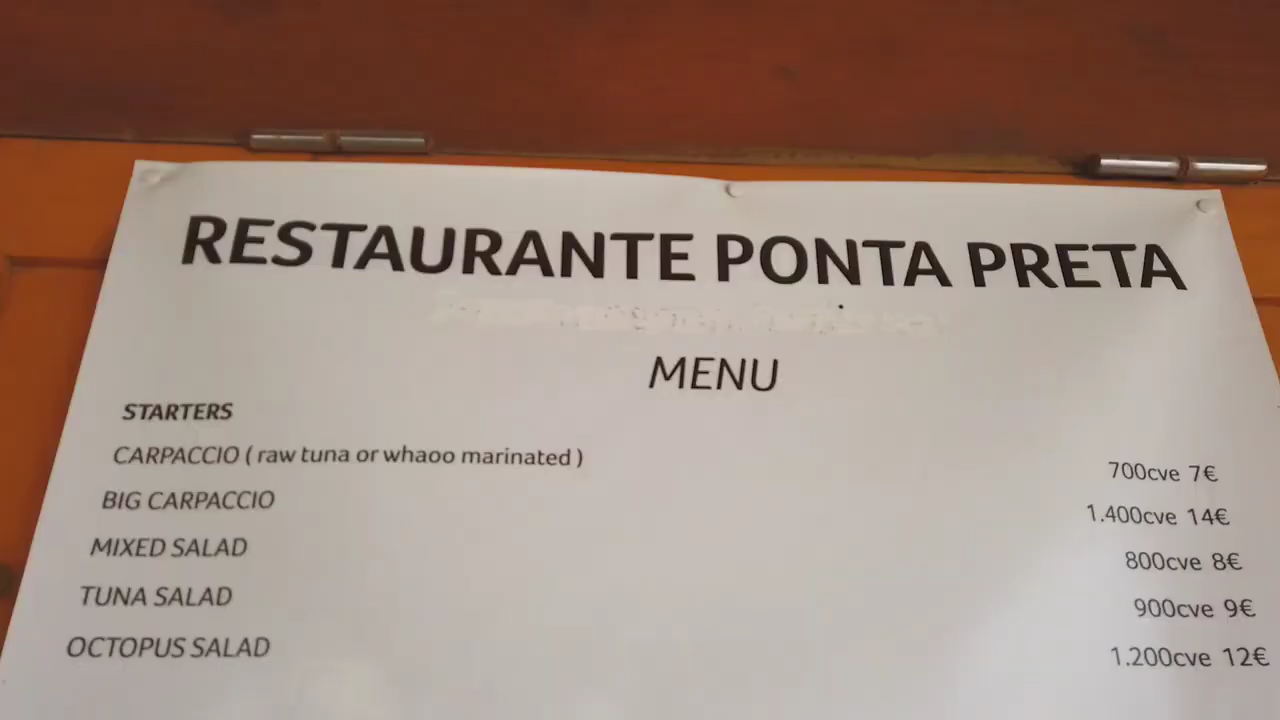 RESTAURANTE PONTA PRETA
MENU
STARTERS
CARPACCIO ( raw tuna or whaoo marinated ) 700cve 7€
BIG CARPACCIO 1.400cve 14€
MIXED SALAD 800cve 8€
TUNA SALAD 900cve 9€
OCTOPUS SALAD 1.200cve 12€